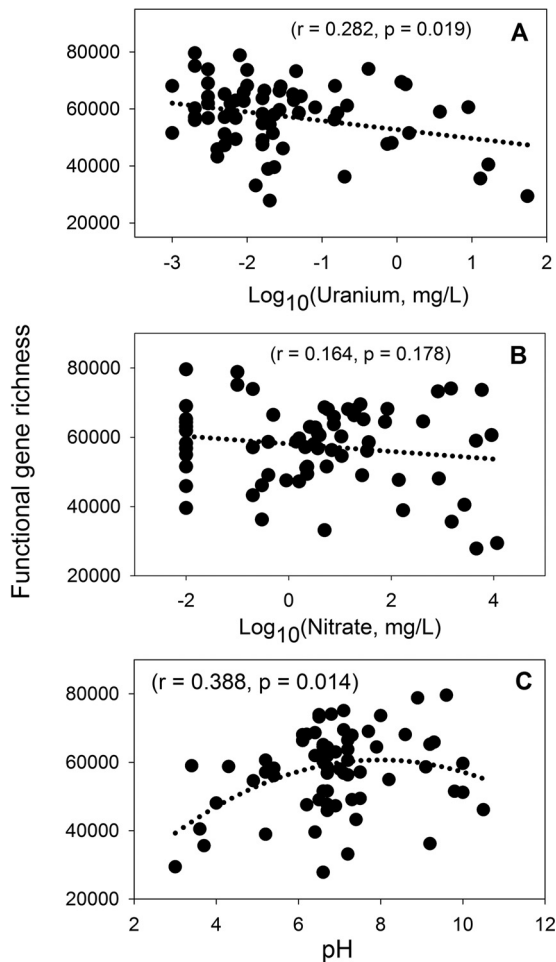 (r = 0.282, p = 0.019)
A
80000
60000
40000
20000
-3 -2 -1 0 1 2
Log10(Uranium, mg/L)
(r = 0.164, p = 0.178)
B
80000
60000
40000
20000
-2 0 2 4
Log10(Nitrate, mg/L)
Functional gene richness
(r = 0.388, p = 0.014)
C
80000
60000
40000
20000
2 4 6 8 10 12
pH